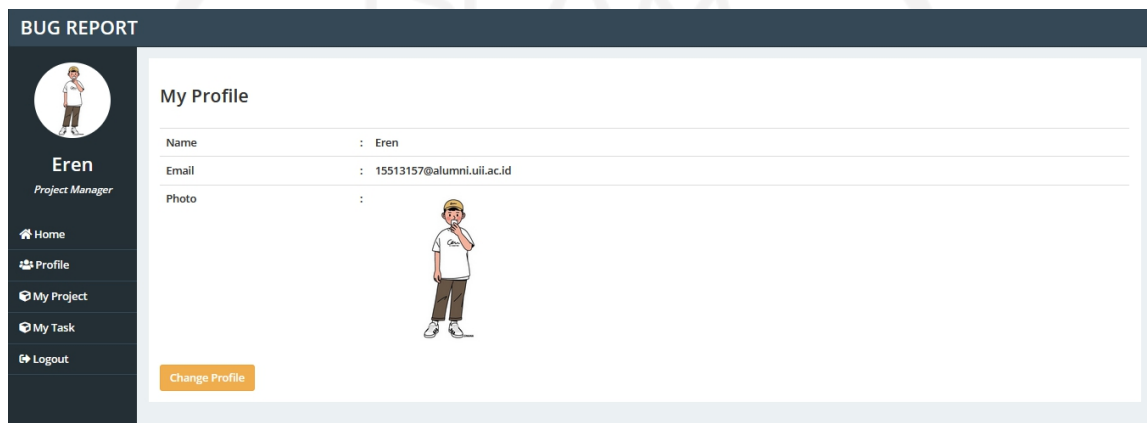 BUG REPORT
Eren
Project Manager
Home
Profile
My Project
My Task
Logout
My Profile
Name : Eren
Email : 15513157@alumni.uii.ac.id
Photo :
Change Profile